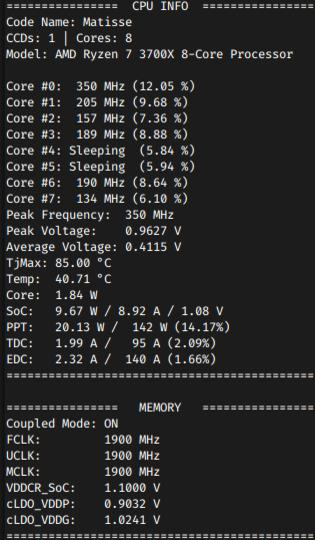 ================ CPU INFO ================
Code Name: Matisse
CCDs: 1 | Cores: 8
Model: AMD Ryzen 7 3700X 8-Core Processor
Core #0:  350 MHz (12.05 %)
Core #1:  205 MHz (9.68 %)
Core #2:  157 MHz (7.36 %)
Core #3:  189 MHz (8.88 %)
Core #4: Sleeping  (5.84 %)
Core #5: Sleeping  (5.94 %)
Core #6:  190 MHz (8.64 %)
Core #7:  134 MHz (6.10 %)
Peak Frequency:  350 MHz
Peak Voltage:    0.9627 V
Average Voltage: 0.4115 V
TjMax: 85.00 °C
Temp:  40.71 °C
Core:  1.84 W
SoC:   9.67 W / 8.92 A / 1.08 V
PPT:   20.13 W /  142 W (14.17%)
TDC:   1.99 A /   95 A (2.09%)
EDC:   2.32 A /  140 A (1.66%)
==========================================
================  MEMORY  ================
Coupled Mode: ON
FCLK:          1900 MHz
UCLK:          1900 MHz
MCLK:          1900 MHz
VDDCR_SoC:     1.1000 V
cLDO_VDDP:     0.9032 V
cLDO_VDDG:     1.0241 V
==========================================